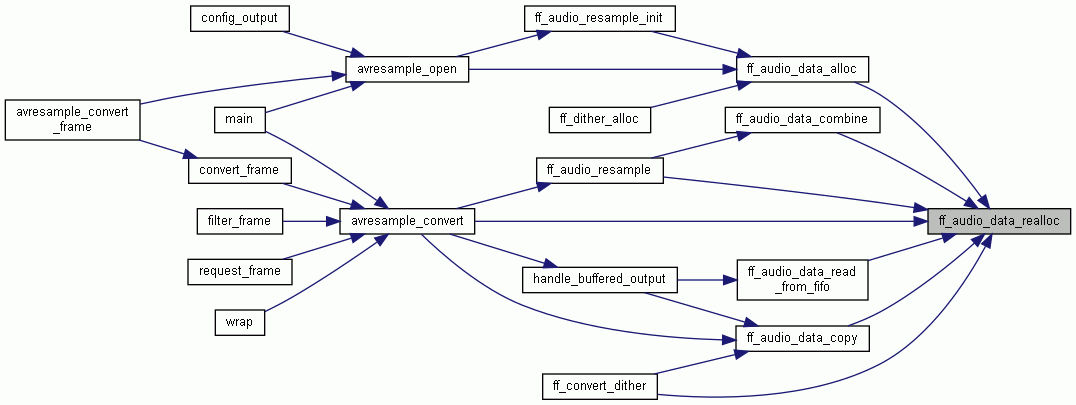 config_output
ff_audio_resample_init
avresample_open
ff_audio_data_alloc
avresample_convert
_frame
main
ff_dither_alloc
ff_audio_data_combine
convert_frame
ff_audio_resample
filter_frame
avresample_convert
ff_audio_data_realloc
request_frame
handle_buffered_output
ff_audio_data_read
_from_fifo
wrap
ff_audio_data_copy
ff_convert_dither